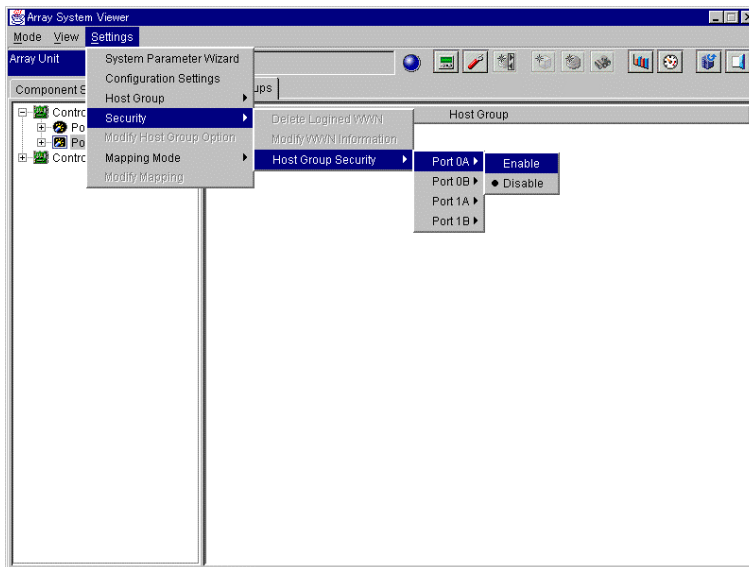 Array System Viewer
Mode View Settings
Array Unit
Component S
ups
System Parameter Wizard
Configuration Settings
Host Group
Security
Modify Host Group Option
Mapping Mode
Modify Mapping
Delete Logined WWN
Modify WWN Information
Host Group Security
Port 0A
Port 0B
Port 1A
Port 1B
Enable
Disable
Host Group
Contro
Po
Po
Contro